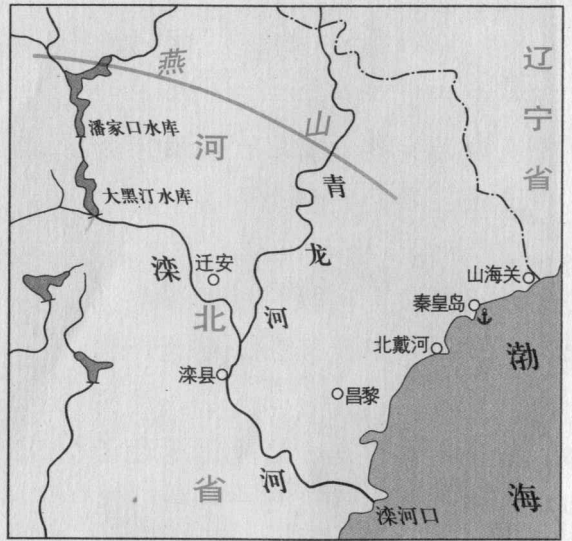 燕山
辽宁省
潘家口水库
河北省
大黑汀水库
青龙河
滦河
迁安
山海关
秦皇岛
北戴河
渤海
滦县
昌黎
滦河口